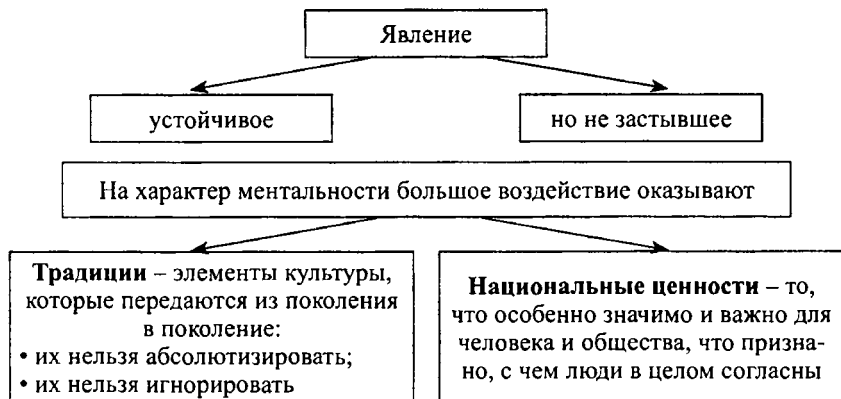 Явление
устойчивое
но не застывшее
На характер ментальности большое воздействие оказывают
Традиции – элементы культуры,
которые передаются из поколения
в поколение:
• их нельзя абсолютизировать;
• их нельзя игнорировать
Национальные ценности – то,
что особенно значимо и важно для
человека и общества, что призна-
но, с чем люди в целом согласны